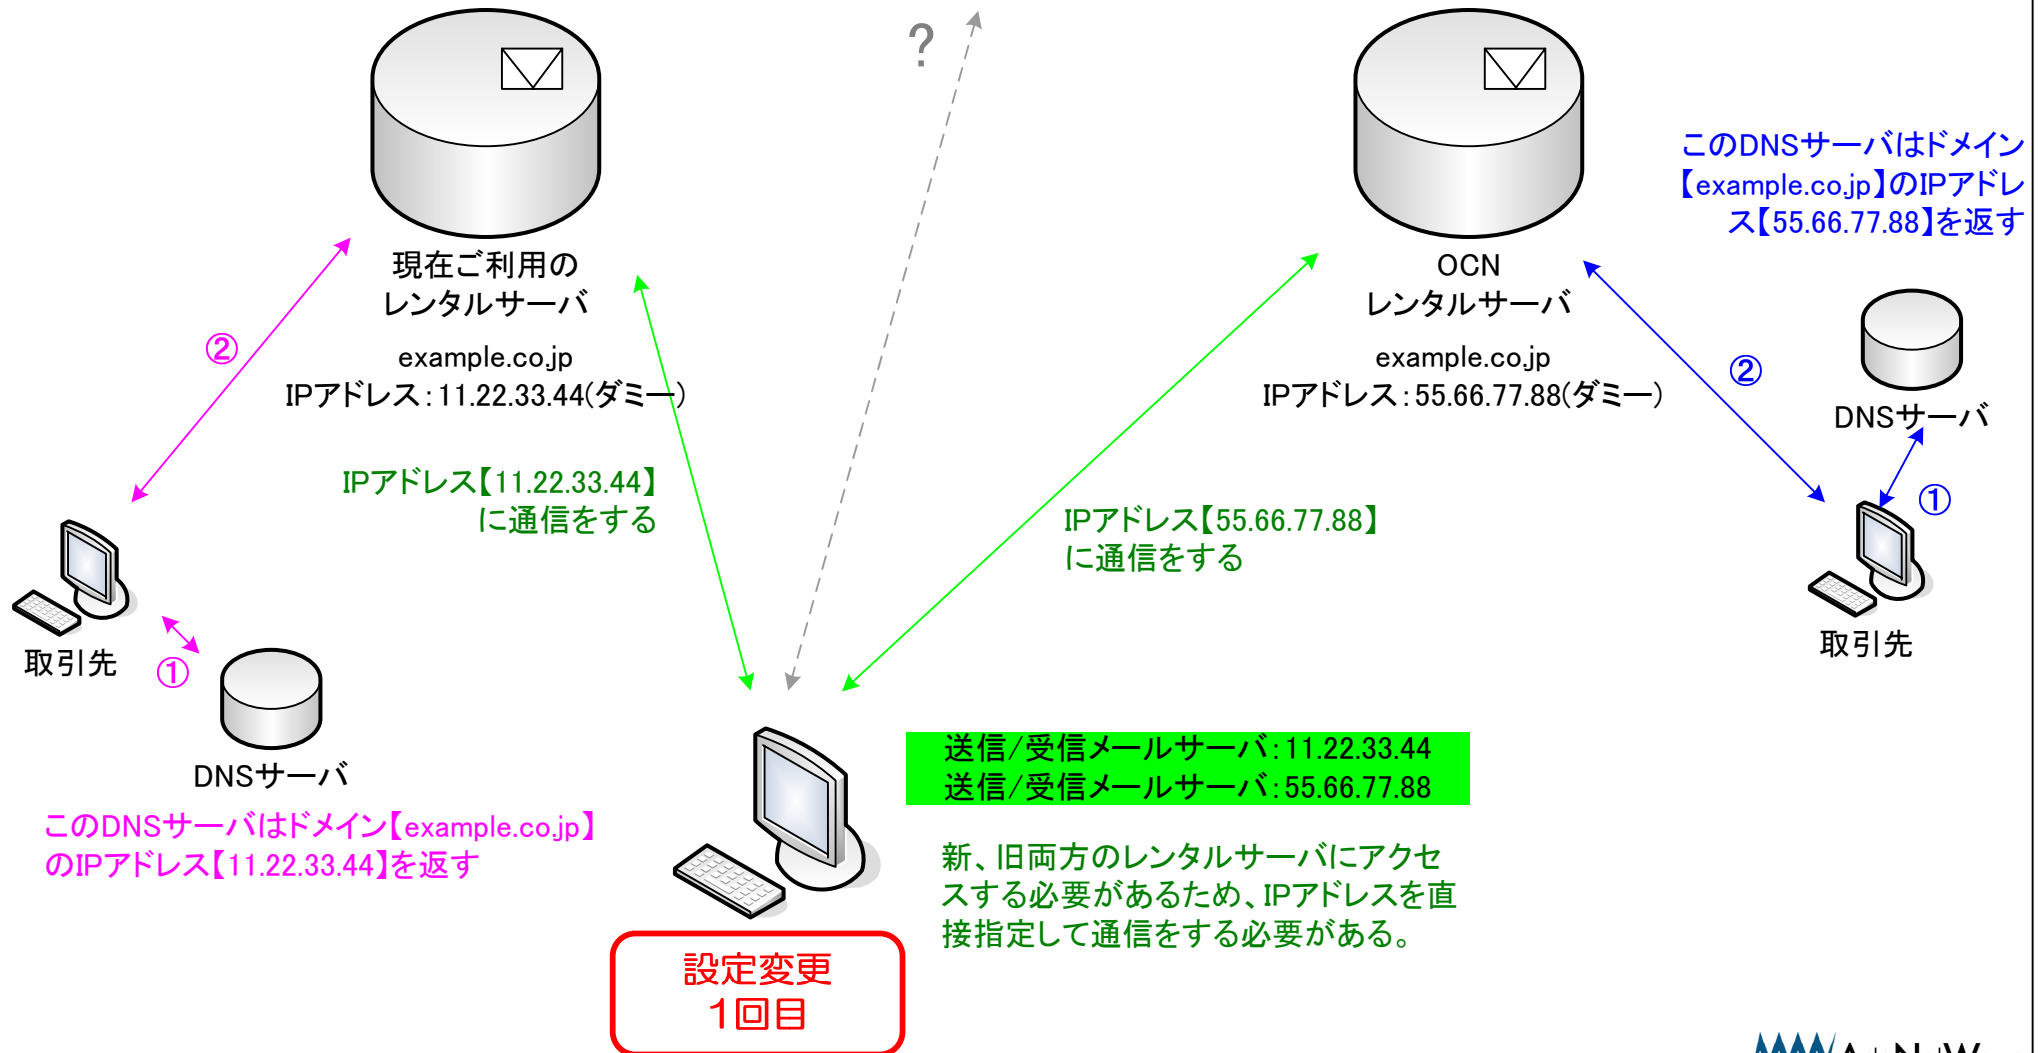 ?
このDNSサーバはドメイン
【example.co.jp】のIPアドレ
ス【55.66.77.88】を返す
現在ご利用の
レンタルサーバ
example.co.jp
IPアドレス：11.22.33.44(ダミー)
OCN
レンタルサーバ
example.co.jp
IPアドレス：55.66.77.88(ダミー)
②
②
DNSサーバ
①
IPアドレス【11.22.33.44】
に通信をする
IPアドレス【55.66.77.88】
に通信をする
取引先
取引先
①
DNSサーバ
このDNSサーバはドメイン【example.co.jp】
のIPアドレス【11.22.33.44】を返す
送信/受信メールサーバ：11.22.33.44
送信/受信メールサーバ：55.66.77.88
新、旧両方のレンタルサーバにアクセ
スする必要があるため、IPアドレスを直
接指定して通信をする必要がある。
設定変更
1回目